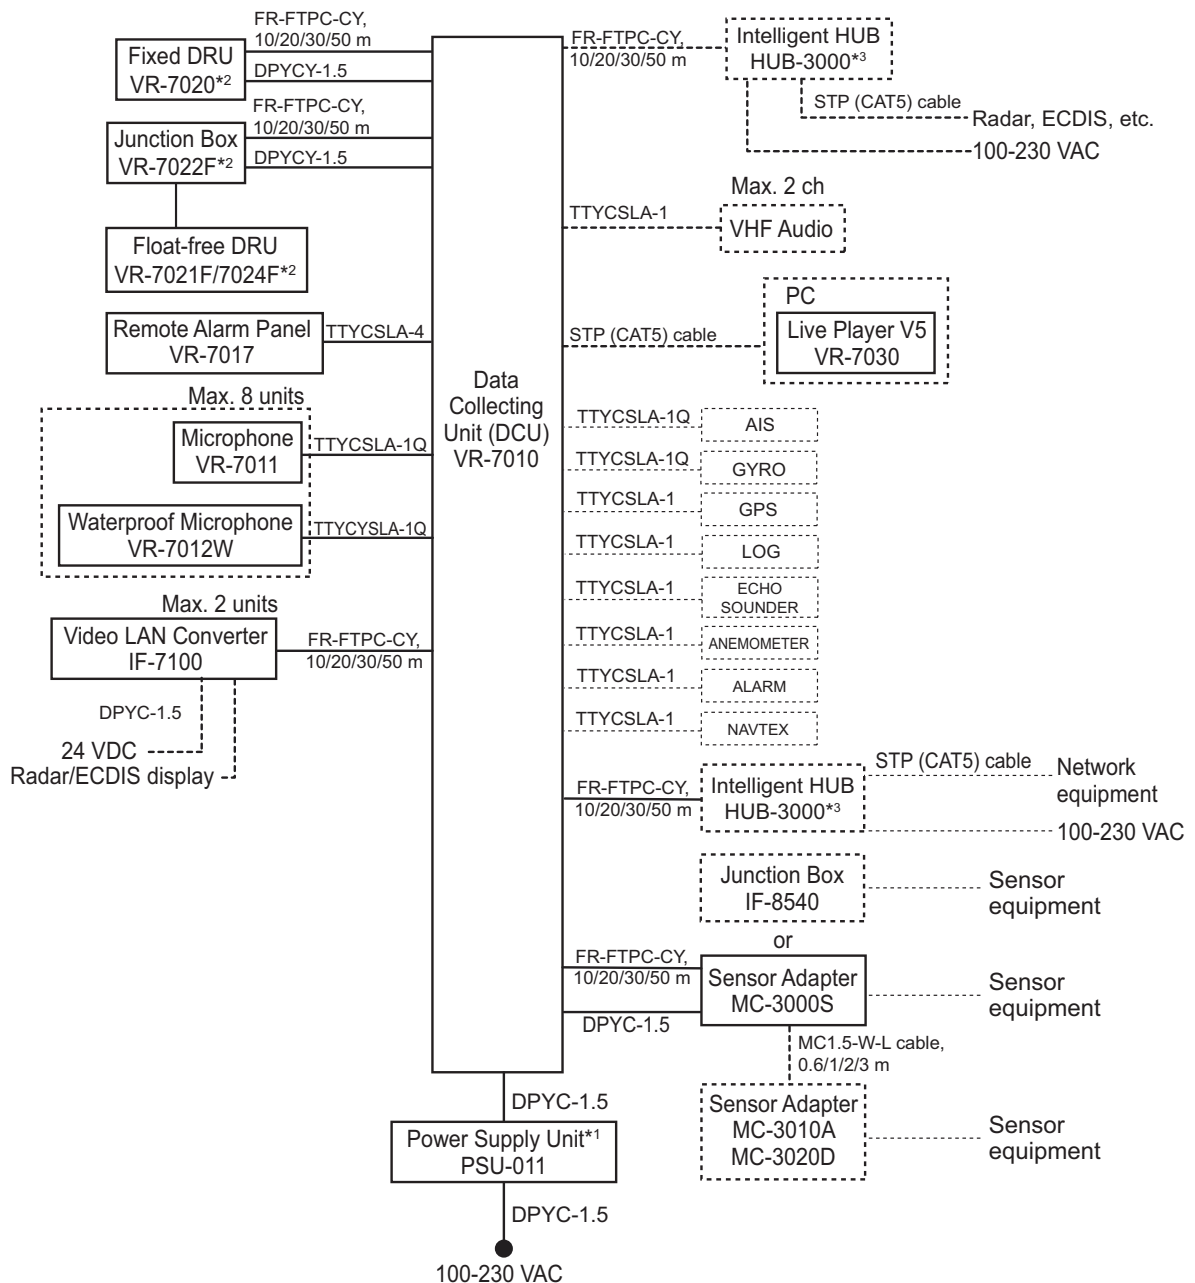 FR-FTPC-CY,
10/20/30/50 m
Fixed DRU
VR-7020*2
DPYCY-1.5
FR-FTPC-CY,
10/20/30/50 m
Junction Box
VR-7022F*2
DPYCY-1.5
Float-free DRU
VR-7021F/7024F*2
Remote Alarm Panel
VR-7017
TTYCSLA-4
Max. 8 units
Microphone
VR-7011
TTYCSLA-1Q
Waterproof Microphone
VR-7012W
TTYCYSLA-1Q
Max. 2 units
Video LAN Converter
IF-7100
FR-FTPC-CY,
10/20/30/50 m
DPYC-1.5
24 VDC
Radar/ECDIS display
Data
Collecting
Unit (DCU)
VR-7010
DPYC-1.5
Power Supply Unit*1
PSU-011
DPYC-1.5
100-230 VAC
FR-FTPC-CY,
10/20/30/50 m
Intelligent HUB
HUB-3000*3
STP (CAT5) cable
Radar, ECDIS, etc.
100-230 VAC
Max. 2 ch
TTYCSLA-1
VHF Audio
PC
STP (CAT5) cable
Live Player V5
VR-7030
TTYCSLA-1Q
AIS
TTYCSLA-1Q
GYRO
TTYCSLA-1
GPS
TTYCSLA-1
LOG
TTYCSLA-1
ECHO
SOUNDER
TTYCSLA-1
ANEMOMETER
TTYCSLA-1
ALARM
TTYCSLA-1
NAVTEX
FR-FTPC-CY,
10/20/30/50 m
Intelligent HUB
HUB-3000*3
STP (CAT5) cable
Network
equipment
100-230 VAC
Junction Box
IF-8540
Sensor
equipment
or
FR-FTPC-CY,
10/20/30/50 m
Sensor Adapter
MC-3000S
Sensor
equipment
DPYC-1.5
MC1.5-W-L cable,
0.6/1/2/3 m
Sensor Adapter
MC-3010A
MC-3020D
Sensor
equipment